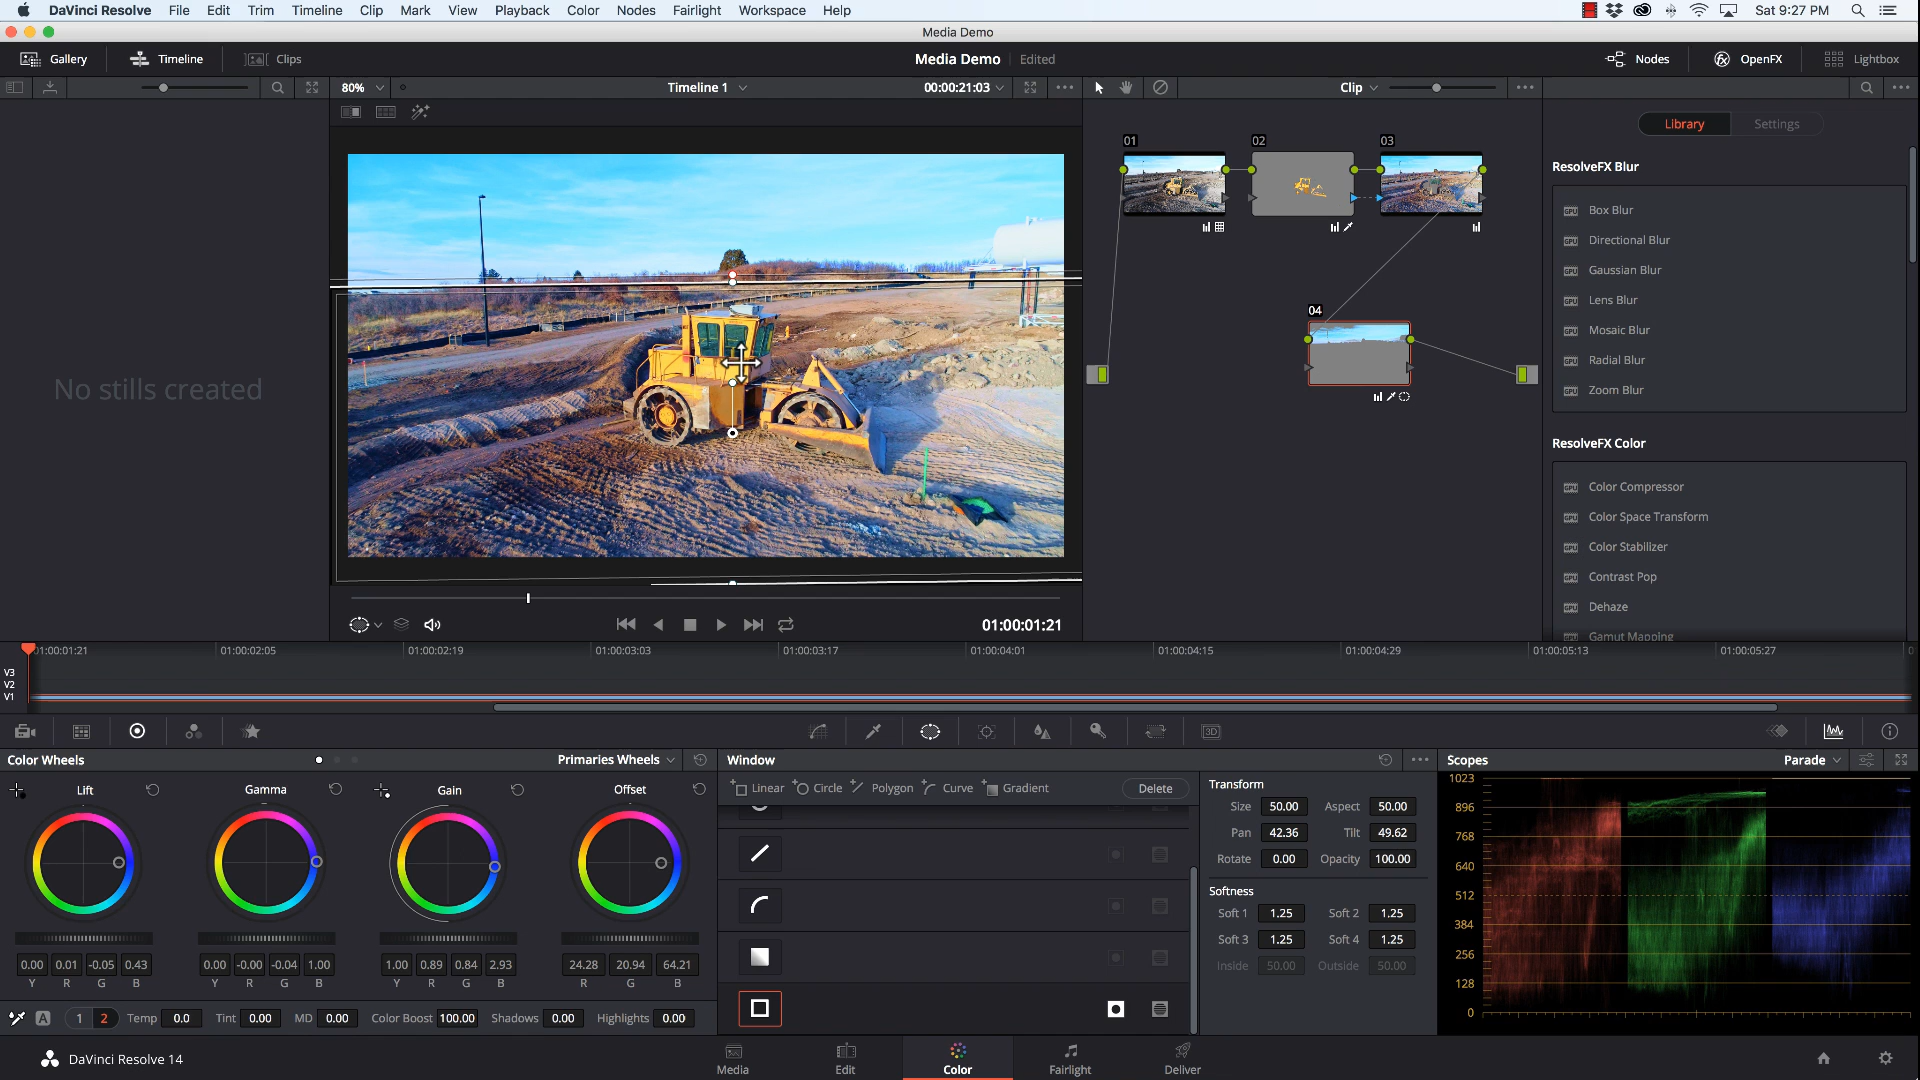 DaVinci Resolve File Edit Trim Timeline Clip Mark View Playback Color Nodes Fairlight Workspace Help Sat 9:27 PM
Media Demo
Gallery Timeline Clips Media Demo Edited Nodes OpenFX Lightbox
80% Timeline 1 00:00:21:03 Clip
Library Settings
No stills created
01 02 03
04
ResolveFX Blur
Box Blur
Directional Blur
Gaussian Blur
Lens Blur
Mosaic Blur
Radial Blur
Zoom Blur
ResolveFX Color
Color Compressor
Color Space Transform
Color Stabilizer
Contrast Pop
Dehaze
Gamut Mapping
01:00:01:21
01:00:01:21 01:00:02:05 01:00:02:19 01:00:03:03 01:00:03:17 01:00:04:01 01:00:04:15 01:00:04:29 01:00:05:13 01:00:05:27
V3
V2
V1
3D
Color Wheels Primaries Wheels
Lift Gamma Gain Offset
0.00 0.01 -0.05 0.43 0.00 -0.00 -0.04 1.00 1.00 0.89 0.84 2.93 24.28 20.94 64.21
Y R G B Y R G B Y R G B R G B
A 1 2 Temp 0.0 Tint 0.00 MD 0.00 Color Boost 100.00 Shadows 0.00 Highlights 0.00
Window
Linear Circle Polygon Curve Gradient Delete
Transform
Size 50.00 Aspect 50.00
Pan 42.36 Tilt 49.62
Rotate 0.00 Opacity 100.00
Softness
Soft 1 1.25 Soft 2 1.25
Soft 3 1.25 Soft 4 1.25
Inside 50.00 Outside 50.00
Scopes Parade
1023
896
768
640
512
384
256
128
0
DaVinci Resolve 14
Media Edit Color Fairlight Deliver